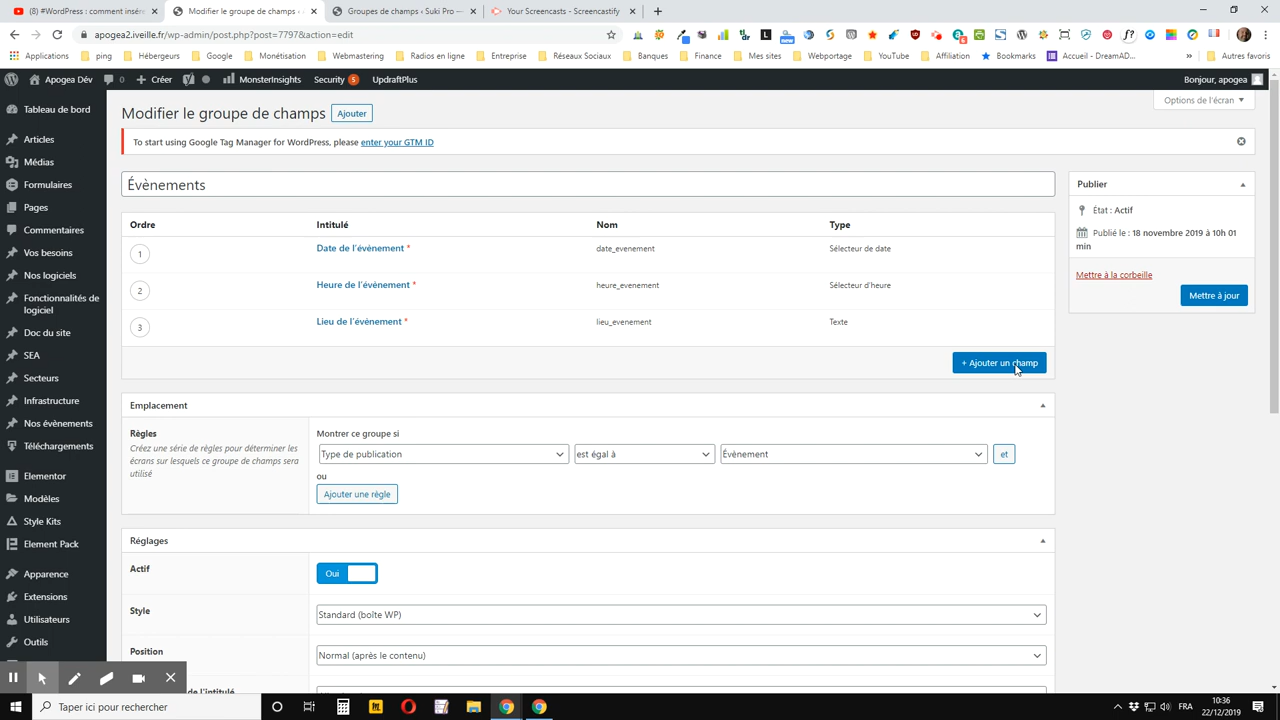 (8) #WordPress : comment insére
Modifier le groupe de champs ‹
Groupes de champs ‹ Suki Pro —
Your Screencasts - Screencastify
apogea2.ileife.fr/wp-admin/post.php?post=7797&action=edit
Applications
ping
Hébergeurs
Google
Monétisation
Webmastering
Radios en ligne
Entreprise
Réseaux Sociaux
Banques
Finance
Mes sites
Webportage
YouTube
Affiliation
Bookmarks
Accueil - DreamAD...
»
Autres favoris
Apogea Dév
0
Créer
MonsterInsights
Security 5
UpdraftPlus
Bonjour, apogea
Tableau de bord
Articles
Médias
Formulaires
Pages
Commentaires
Vos besoins
Nos logiciels
Fonctionnalités de
logiciel
Doc du site
SEA
Secteurs
Infrastructure
Nos évènements
Téléchargements
Elementor
Modèles
Style Kits
Element Pack
Apparence
Extensions
Utilisateurs
Outils
Modifier le groupe de champs
Ajouter
Options de l'écran
To start using Google Tag Manager for WordPress, please enter your GTM ID
Évènements
Ordre
Intitulé
Nom
Type
1
Date de l'événement *
date_evenement
Sélecteur de date
2
Heure de l'événement *
heure_evenement
Sélecteur d'heure
3
Lieu de l'événement *
lieu_evenement
Texte
+ Ajouter un champ
Publier
État : Actif
Publié le : 18 novembre 2019 à 10h 01
min
Mettre à la corbeille
Mettre à jour
Emplacement
Règles
Créez une série de règles pour déterminer les
écrans sur lesquels ce groupe de champs sera
utilisé
Montrer ce groupe si
Type de publication
est égal à
Évènement
et
ou
Ajouter une règle
Réglages
Actif
Oui
Style
Standard (boîte WP)
Position
Normal (après le contenu)
de l'intitulé
Taper ici pour rechercher
FRA
10:36
22/12/2019